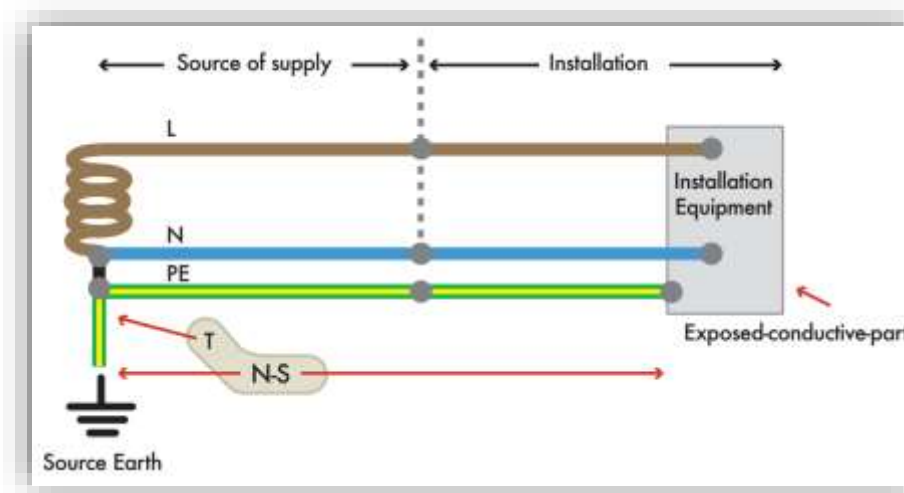 Source of supply
Installation
L
Installation
Equipment
N
PE
Exposed-conductive-part
T
N-S
Source Earth